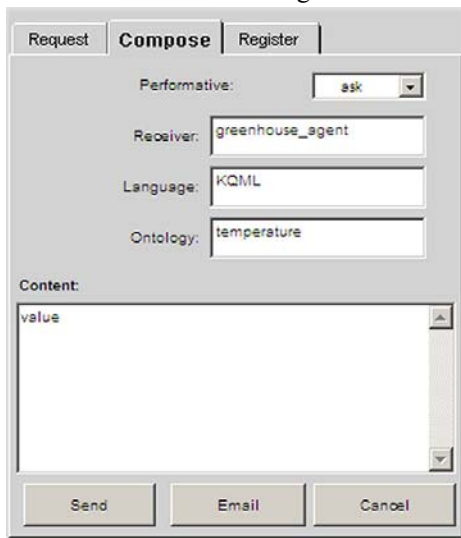 Request Compose Register
Performative: ask
Receiver: greenhouse_agent
Language: KQML
Ontology: temperature
Content:
value
Send Email Cancel